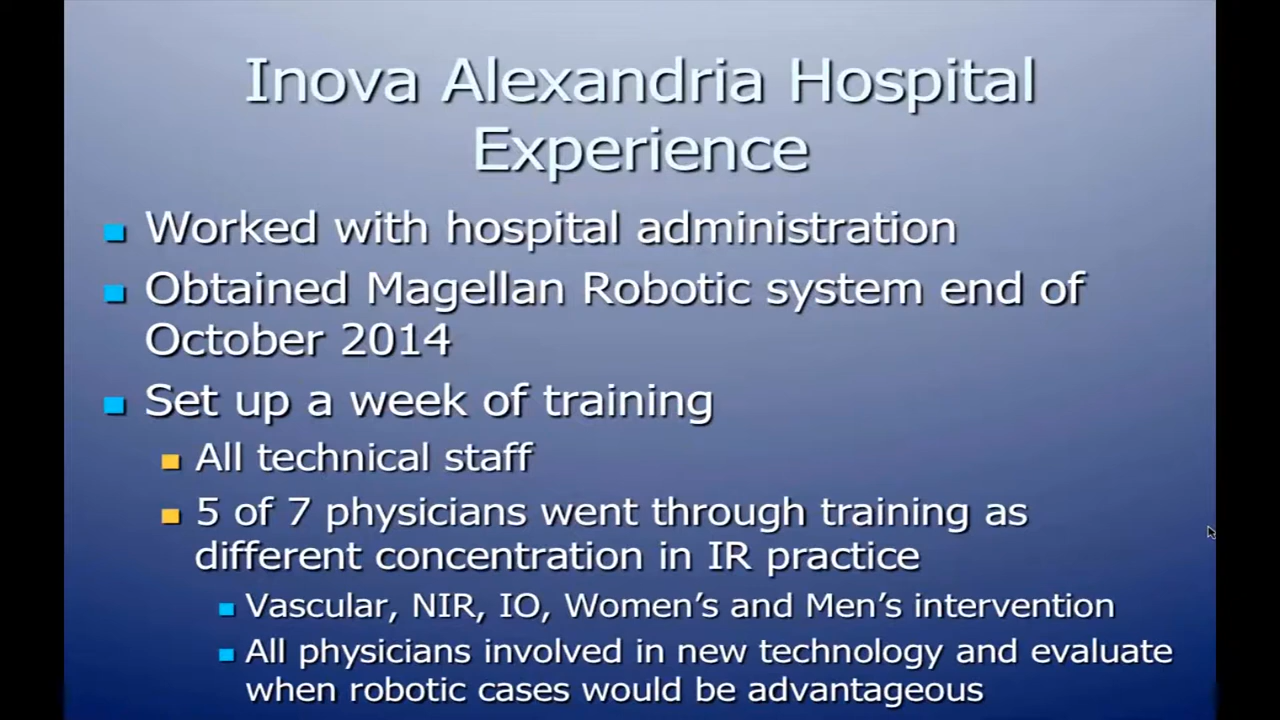 Inova Alexandria Hospital
Experience
Worked with hospital administration
Obtained Magellan Robotic system end of
October 2014
Set up a week of training
All technical staff
5 of 7 physicians went through training as
different concentration in IR practice
Vascular, NIR, IO, Women’s and Men’s intervention
All physicians involved in new technology and evaluate
when robotic cases would be advantageous